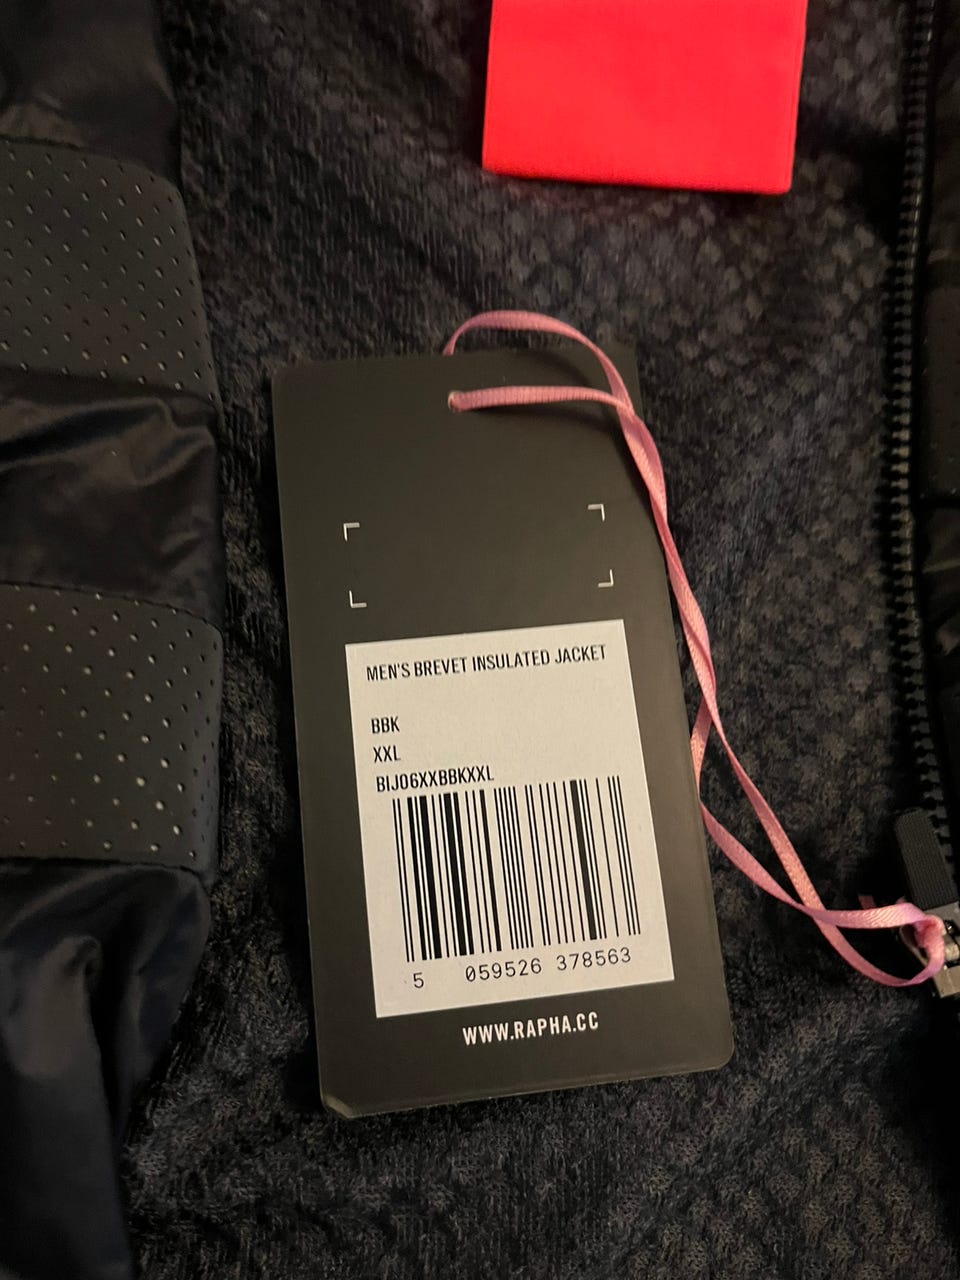 MEN'S BREVET INSULATED JACKET
BBK
XXL
BIJ06XXBBKXXL
5 059526 378563
WWW.RAPHA.CC